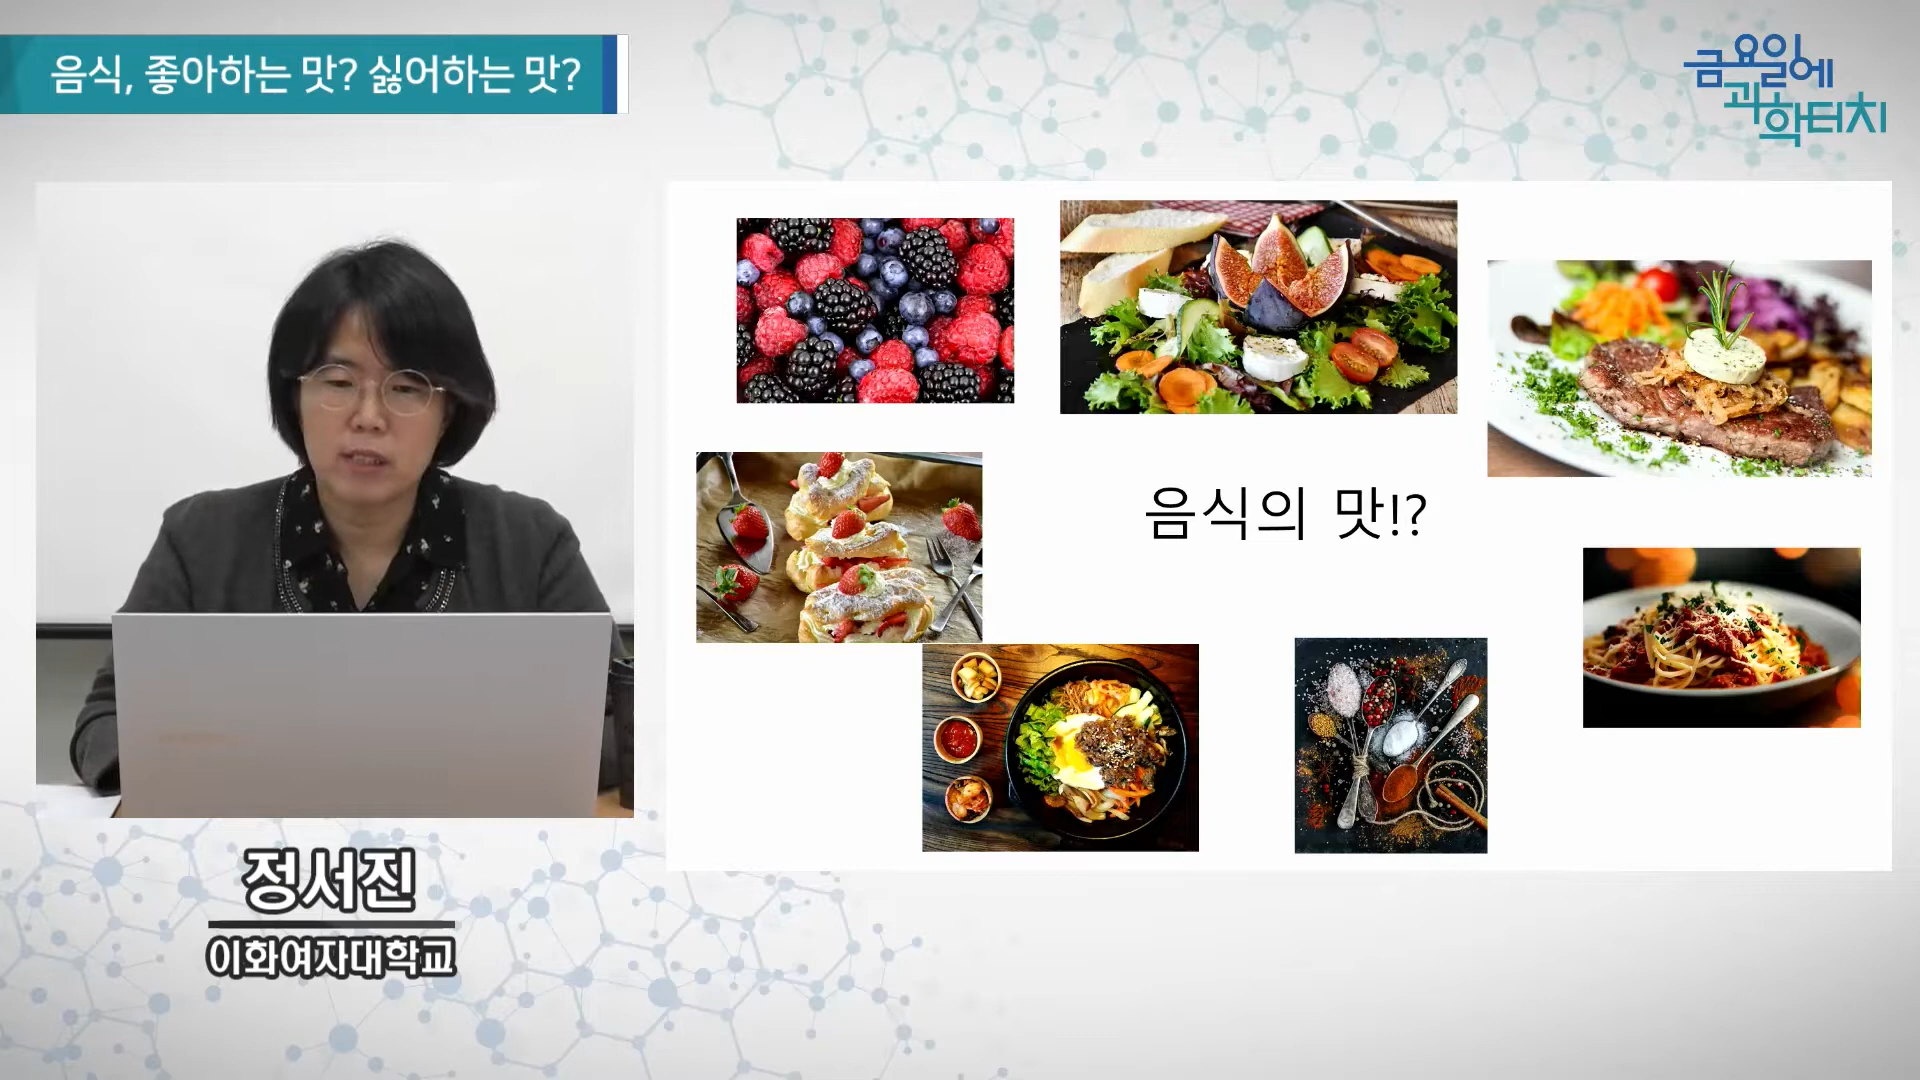 음식, 좋아하는 맛? 싫어하는 맛?
금요일에
과학터치
음식의 맛!?
정서진
이화여자대학교